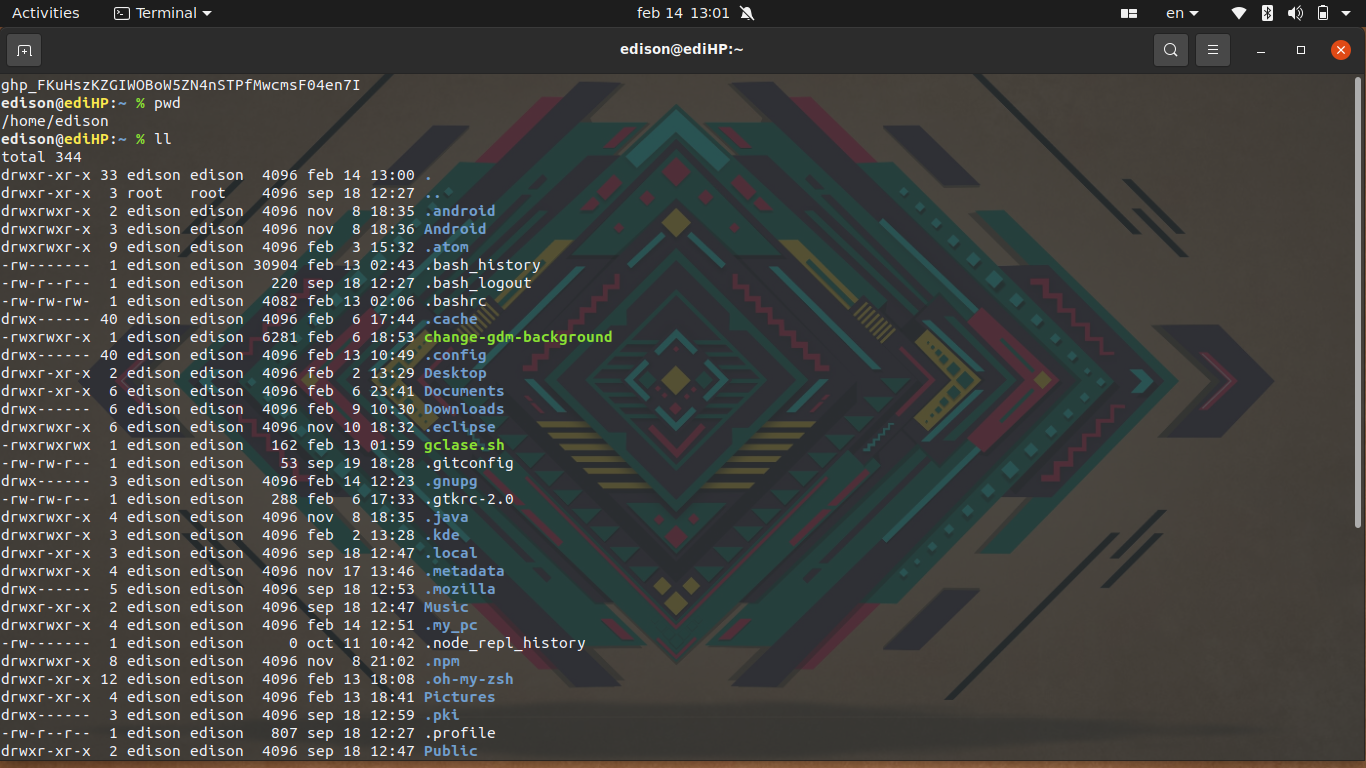 Activities Terminal feb 14 13:01 en
edison@ediHP:~
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
edison@ediHP:~ % pwd
/home/edison
edison@ediHP:~ % ll
total 344
drwxr-xr-x 33 edison edison 4096 feb 14 13:00 .
drwxr-xr-x 3 root root 4096 sep 18 12:27 ..
drwxrwxr-x 2 edison edison 4096 nov 8 18:35 .android
drwxrwxr-x 3 edison edison 4096 nov 8 18:36 Android
drwxrwxr-x 9 edison edison 4096 feb 3 15:32 .atom
-rw------- 1 edison edison 30904 feb 13 02:43 .bash_history
-rw-r--r-- 1 edison edison 220 sep 18 12:27 .bash_logout
-rw-rw-rw- 1 edison edison 4082 feb 13 02:06 .bashrc
drwx------ 40 edison edison 4096 feb 6 17:44 .cache
-rwxrwxr-x 1 edison edison 6281 feb 6 18:53 change-gdm-background
drwx------ 40 edison edison 4096 feb 13 10:49 .config
drwxr-xr-x 2 edison edison 4096 feb 2 13:29 Desktop
drwxr-xr-x 6 edison edison 4096 feb 6 23:41 Documents
drwx------ 6 edison edison 4096 feb 9 10:30 Downloads
drwxrwxr-x 6 edison edison 4096 nov 10 18:32 .eclipse
-rwxrwxrwx 1 edison edison 162 feb 13 01:59 gclase.sh
-rw-rw-r-- 1 edison edison 53 sep 19 18:28 .gitconfig
drwx------ 3 edison edison 4096 feb 14 12:23 .gnupg
-rw-rw-r-- 1 edison edison 288 feb 6 17:33 .gtkrc-2.0
drwxrwxr-x 4 edison edison 4096 nov 8 18:35 .java
drwxrwxr-x 3 edison edison 4096 feb 2 13:28 .kde
drwxr-xr-x 3 edison edison 4096 sep 18 12:47 .local
drwxrwxr-x 4 edison edison 4096 nov 17 13:46 .metadata
drwx------ 5 edison edison 4096 sep 18 12:53 .mozilla
drwxr-xr-x 2 edison edison 4096 sep 18 12:47 Music
drwxrwxr-x 4 edison edison 4096 feb 14 12:51 .my_pc
-rw------- 1 edison edison 0 oct 11 10:42 .node_repl_history
drwxrwxr-x 8 edison edison 4096 nov 8 21:02 .npm
drwxr-xr-x 12 edison edison 4096 feb 13 18:08 .oh-my-zsh
drwxr-xr-x 4 edison edison 4096 feb 13 18:41 Pictures
drwx------ 3 edison edison 4096 sep 18 12:59 .pki
-rw-r--r-- 1 edison edison 807 sep 18 12:27 .profile
drwxr-xr-x 2 edison edison 4096 sep 18 12:47 Public